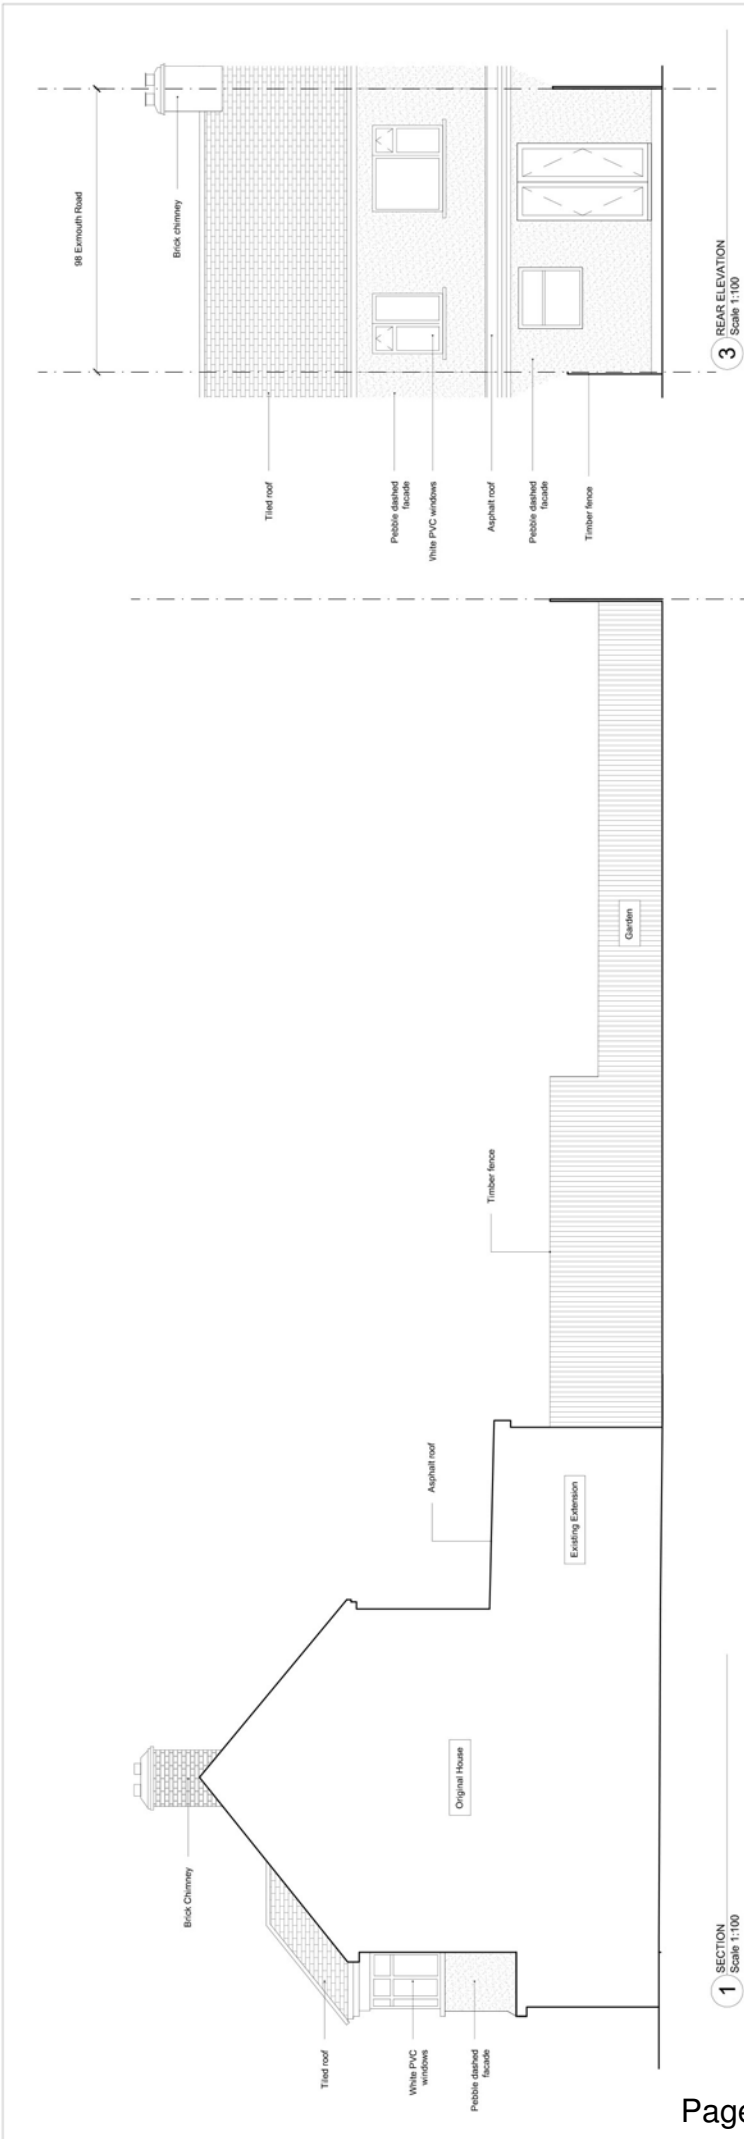 98 Exmouth Road
Brick chimney
Tiled roof
Pebble dashed
facade
White PVC windows
Asphalt roof
Pebble dashed
facade
Timber fence
3
REAR ELEVATION
Scale 1:100
Garden
Timber fence
Asphalt roof
Existing Extension
Original House
Brick Chimney
Tiled roof
White PVC
windows
Pebble dashed
facade
1
SECTION
Scale 1:100
Page